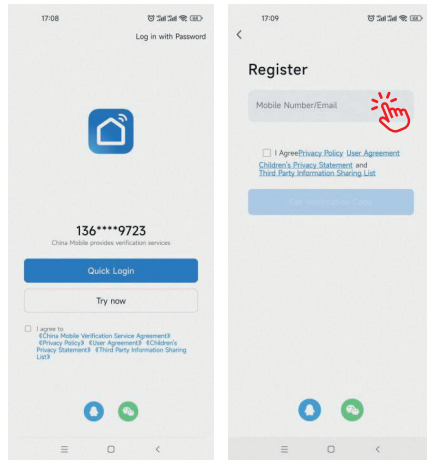 17:08
Log in with Password
136****9723
China Mobile provides verification services
Quick Login
Try now
I agree to
《China Mobile Verification Service Agreement》
《Privacy Policy》 《User Agreement》 《Children's
Privacy Statement》 《Third Party Information Sharing
List》
17:09
Register
Mobile Number/Email
I Agree Privacy Policy User Agreement
Children's Privacy Statement and
Third Party Information Sharing List
Get Verification Code